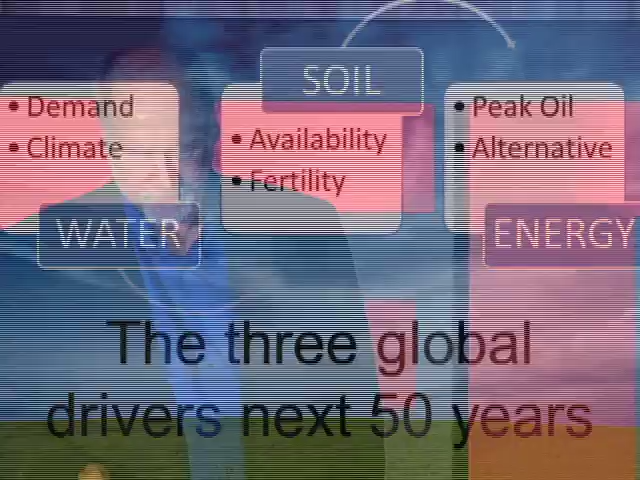 SOIL
• Demand
• Climate
• Availability
• Fertility
• Peak Oil
• Alternative
WATER
ENERGY
The three global
drivers next 50 years